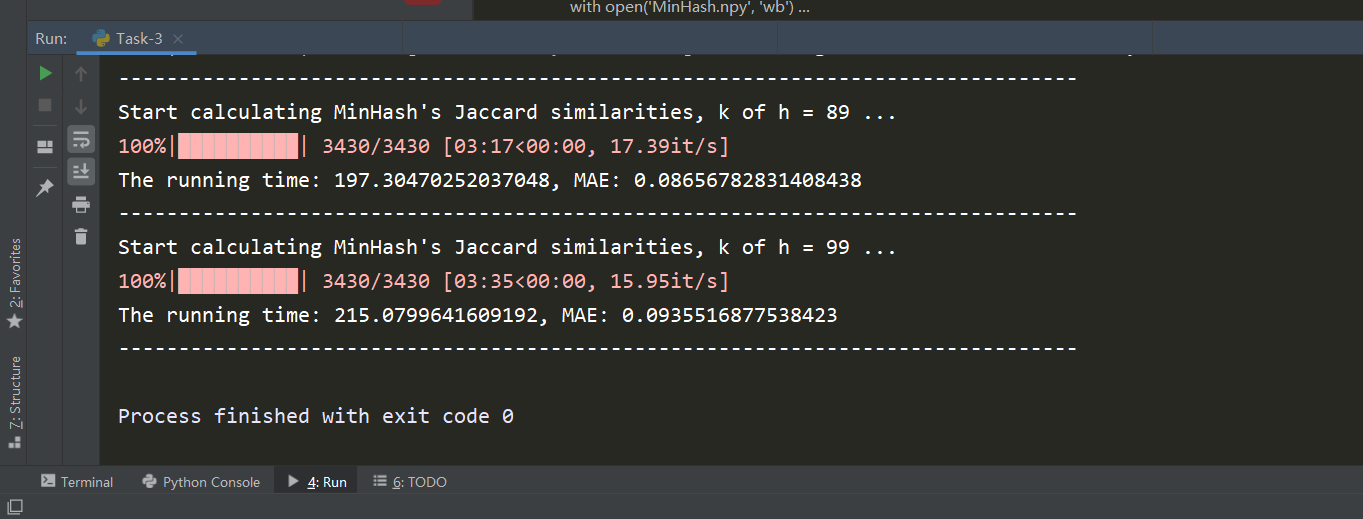 with open('MinHash.npy', 'wb') ...
Run: Task-3
--------------------------------------------------------------------------------
Start calculating MinHash's Jaccard similarities, k of h = 89 ...
100%|██████████| 3430/3430 [03:17<00:00, 17.39it/s]
The running time: 197.30470252037048, MAE: 0.08656782831408438
--------------------------------------------------------------------------------
Start calculating MinHash's Jaccard similarities, k of h = 99 ...
100%|██████████| 3430/3430 [03:35<00:00, 15.95it/s]
The running time: 215.0799641609192, MAE: 0.0935516877538423
--------------------------------------------------------------------------------
Process finished with exit code 0
2: Favorites
7: Structure
Terminal Python Console 4: Run 6: TODO